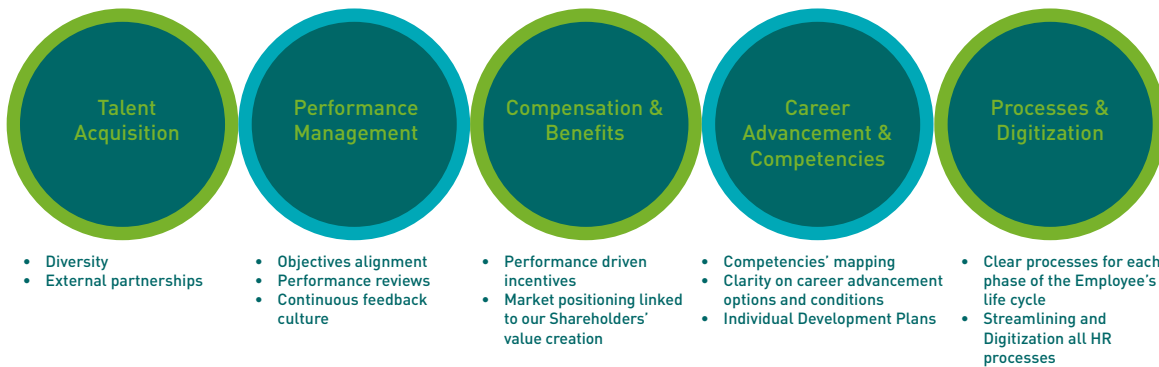 Talent
Acquisition
Performance
Management
Compensation &
Benefits
Career
Advancement &
Competencies
Processes &
Digitization
• Diversity
• External partnerships
• Objectives alignment
• Performance reviews
• Continuous feedback
culture
• Performance driven
incentives
• Market positioning linked
to our Shareholders'
value creation
• Competencies' mapping
• Clarity on career advancement
options and conditions
• Individual Development Plans
• Clear processes for each
phase of the Employee's
life cycle
• Streamlining and
Digitization all HR
processes